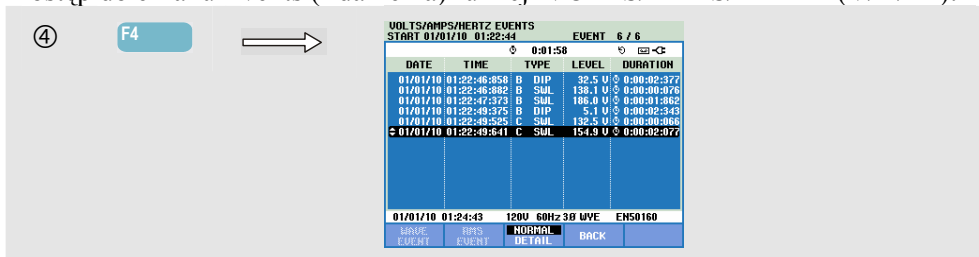 ④ F4
VOLTS/AMPS/HERTZ EVENTS
START 01/01/10 01:22:44 EVENT 6 / 6
0:01:58
DATE TIME TYPE LEVEL DURATION
01/01/10 01:22:46:858 B DIP 32.5 V 0:00:02:377
01/01/10 01:22:46:882 B SWL 138.1 V 0:00:00:076
01/01/10 01:22:47:373 B SWL 186.0 V 0:00:01:862
01/01/10 01:22:49:375 B DIP 5.1 V 0:00:02:343
01/01/10 01:22:49:525 C SWL 132.5 V 0:00:00:066
01/01/10 01:22:49:641 C SWL 154.9 V 0:00:02:077
01/01/10 01:24:43 120V 60Hz 3Ø WYE EN50160
WAVE EVENT RMS EVENT NORMAL DETAIL BACK